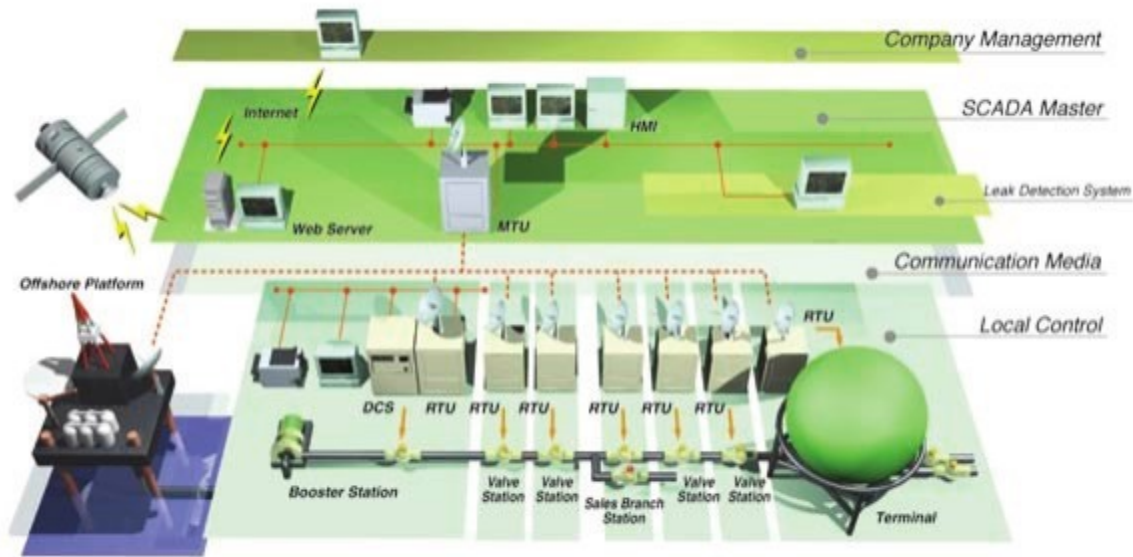 Company Management
SCADA Master
Internet
HMI
Leak Detection System
Web Server
MTU
Communication Media
Offshore Platform
RTU
Local Control
DCS
RTU
RTU
RTU
RTU
RTU
RTU
Booster Station
Valve
Station
Valve
Station
Sales Branch
Station
Valve
Station
Valve
Station
Terminal